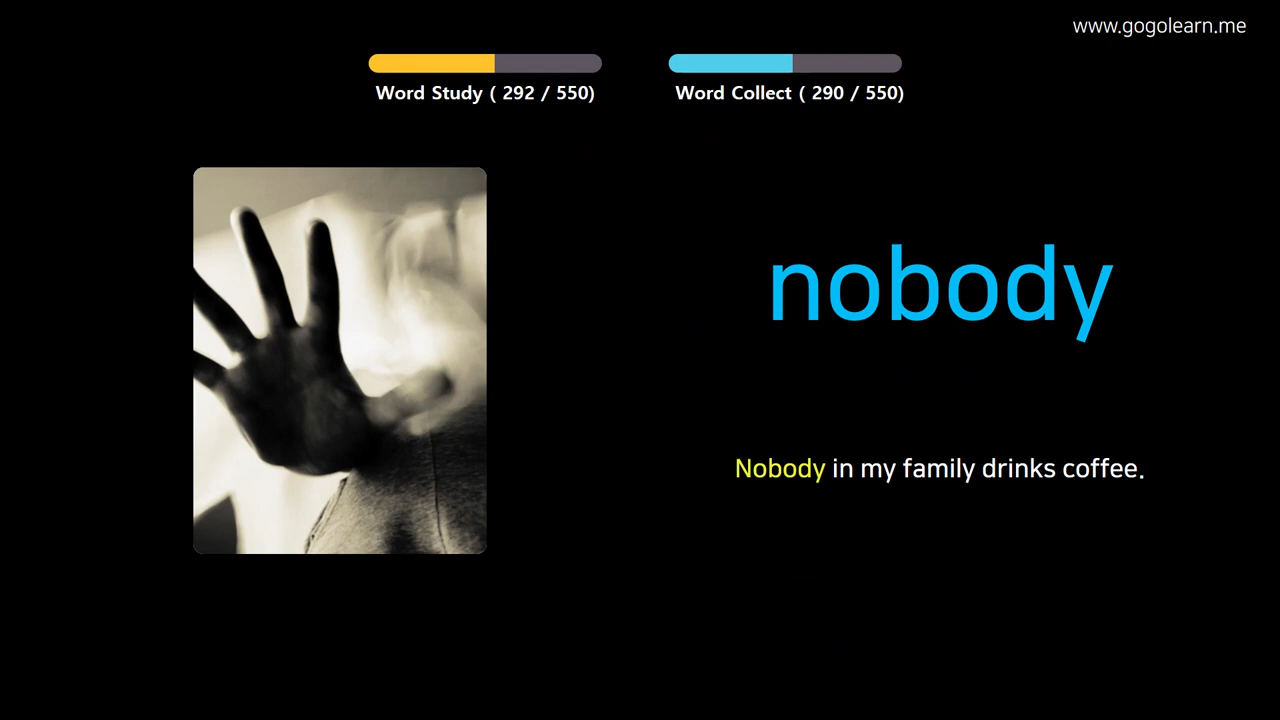 www.gogolearn.me
Word Study ( 292 / 550)
Word Collect ( 290 / 550)
nobody
Nobody in my family drinks coffee.